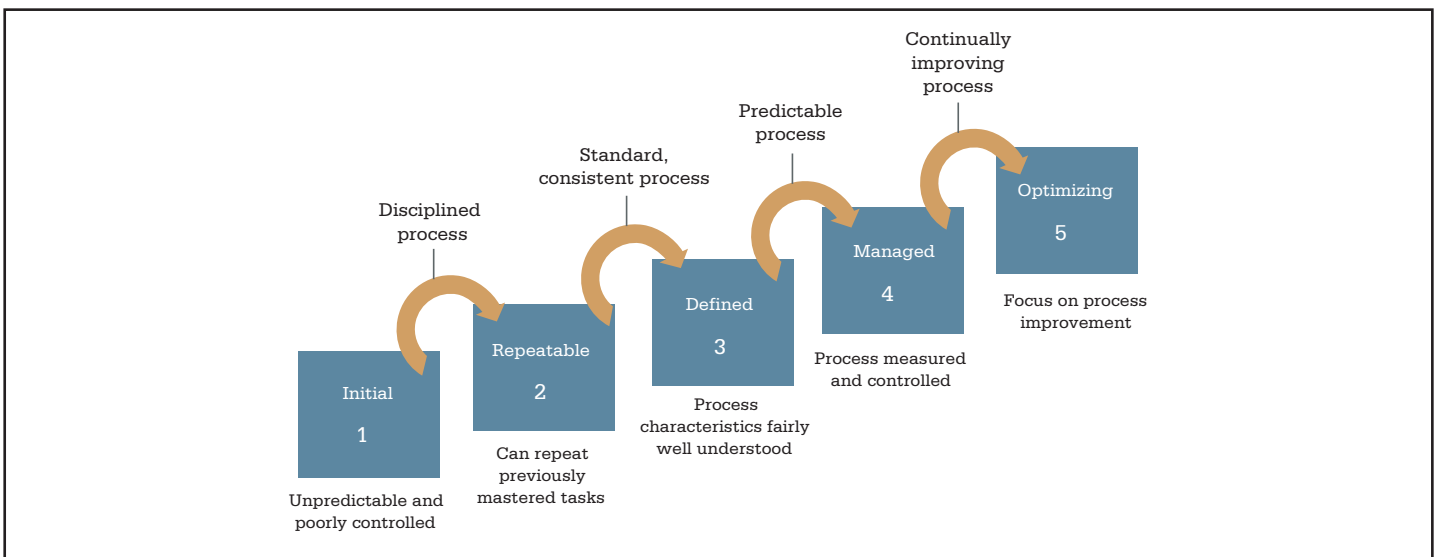 Disciplined
process
Standard,
consistent process
Predictable
process
Continually
improving
process
Initial
1
Unpredictable and
poorly controlled
Repeatable
2
Can repeat
previously
mastered tasks
Defined
3
Process
characteristics fairly
well understood
Managed
4
Process measured
and controlled
Optimizing
5
Focus on process
improvement